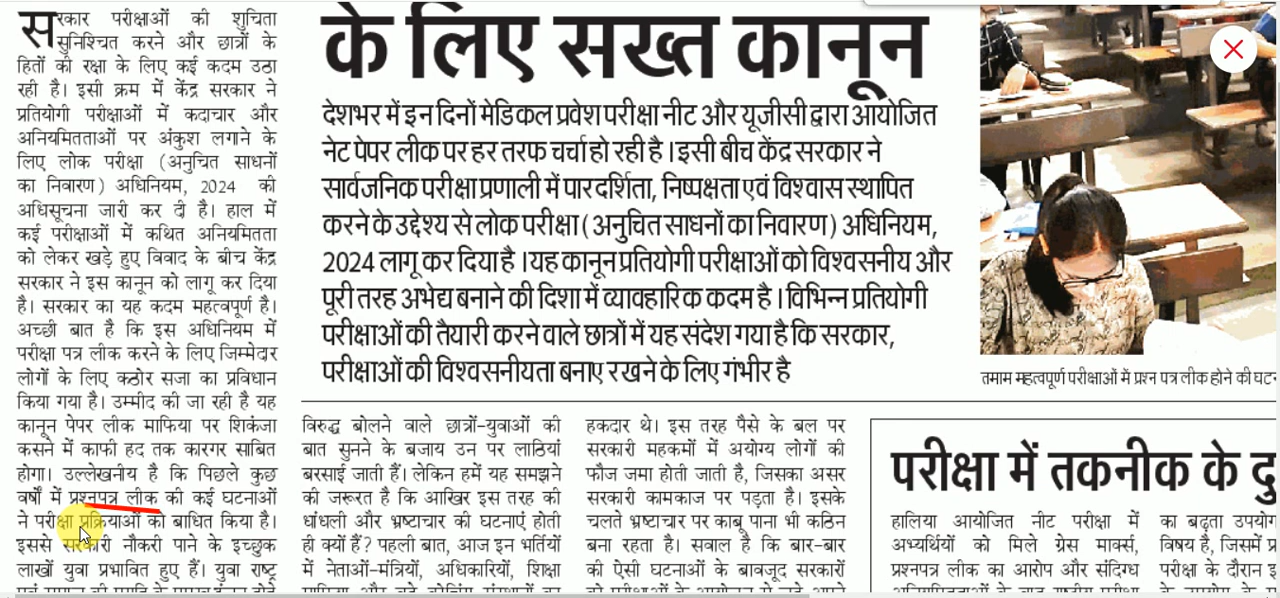 के लिए सख्त कानून
देशभर में इन दिनों मेडिकल प्रवेश परीक्षा नीट और यूजीसी द्वारा आयोजित
नेट पेपर लीक पर हर तरफ चर्चा हो रही है । इसी बीच केंद्र सरकार ने
सार्वजनिक परीक्षा प्रणाली में पारदर्शिता, निष्पक्षता एवं विश्वास स्थापित
करने के उद्देश्य से लोक परीक्षा ( अनुचित साधनों का निवारण ) अधिनियम,
2024 लागू कर दिया है । यह कानून प्रतियोगी परीक्षाओं को विश्वसनीय और
पूरी तरह अभेद्य बनाने की दिशा में व्यावहारिक कदम है । विभिन्न प्रतियोगी
परीक्षाओं की तैयारी करने वाले छात्रों में यह संदेश गया है कि सरकार,
परीक्षाओं की विश्वसनीयता बनाए रखने के लिए गंभीर है
सरकार परीक्षाओं की शुचिता
सुनिश्चित करने और छात्रों के
हितों की रक्षा के लिए कई कदम उठा
रही है। इसी क्रम में केंद्र सरकार ने
प्रतियोगी परीक्षाओं में कदाचार और
अनियमितताओं पर अंकुश लगाने के
लिए लोक परीक्षा (अनुचित साधनों
का निवारण) अधिनियम, 2024 की
अधिसूचना जारी कर दी है। हाल में
कई परीक्षाओं में कथित अनियमितता
को लेकर खड़े हुए विवाद के बीच केंद्र
सरकार ने इस कानून को लागू कर दिया
है। सरकार का यह कदम महत्वपूर्ण है।
अच्छी बात है कि इस अधिनियम में
परीक्षा पत्र लीक करने के लिए जिम्मेदार
लोगों के लिए कठोर सजा का प्रविधान
किया गया है। उम्मीद की जा रही है यह
कानून पेपर लीक माफिया पर शिकंजा
कसने में काफी हद तक कारगर साबित
होगा। उल्लेखनीय है कि पिछले कुछ
वर्षों में प्रश्नपत्र लीक की कई घटनाओं
ने परीक्षा प्रक्रियाओं को बाधित किया है।
इससे सरकारी नौकरी पाने के इच्छुक
लाखों युवा प्रभावित हुए हैं। युवा राष्ट्र
विरुद्ध बोलने वाले छात्रों-युवाओं की
बात सुनने के बजाय उन पर लाठियां
बरसाई जाती हैं। लेकिन हमें यह समझने
की जरूरत है कि आखिर इस तरह की
धांधली और भ्रष्टाचार की घटनाएं होती
ही क्यों हैं? पहली बात, आज इन भर्तियों
में नेताओं-मंत्रियों, अधिकारियों, शिक्षा
हकदार थे। इस तरह पैसे के बल पर
सरकारी महकमों में अयोग्य लोगों की
फौज जमा होती जाती है, जिसका असर
सरकारी कामकाज पर पड़ता है। इसके
चलते भ्रष्टाचार पर काबू पाना भी कठिन
बना रहता है। सवाल है कि बार-बार
की ऐसी घटनाओं के बावजूद सरकारों
तमाम महत्वपूर्ण परीक्षाओं में प्रश्न पत्र लीक होने की
परीक्षा में तकनीक के
हालिया आयोजित नीट परीक्षा में
अभ्यर्थियों को मिले ग्रेस मार्क्स,
प्रश्नपत्र लीक का आरोप और संदिग्ध
का बढ़ता
विषय है, जिसमें
परीक्षा के दौरान